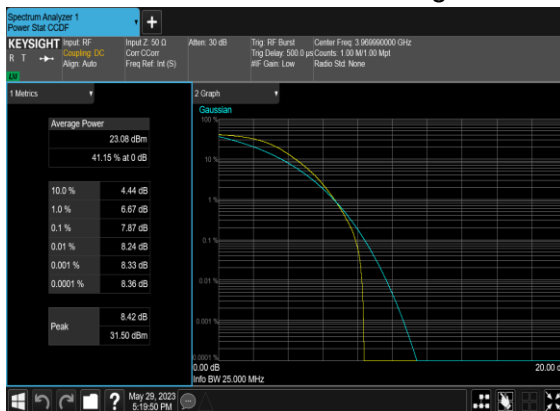 Spectrum Analyzer 1
Power Stat CCDF
+
KEYSIGHT
R T
LU
Input: RF
Coupling: DC
Align: Auto
Input Z: 50 Ω
Corr CCorr
Freq Ref: Int (S)
Atten: 30 dB
Trig: RF Burst
Trig Delay: 500.0 µs
#IF Gain: Low
Center Freq: 3.969990000 GHz
Counts: 1.00 M/1.00 Mpt
Radio Std: None
1 Metrics
Average Power
23.08 dBm
41.15 % at 0 dB
10.0 % 4.44 dB
1.0 % 6.67 dB
0.1 % 7.87 dB
0.01 % 8.24 dB
0.001 % 8.33 dB
0.0001 % 8.36 dB
Peak
8.42 dB
31.50 dBm
2 Graph
Gaussian
100 %
10 %
1 %
0.1 %
0.01 %
0.001 %
0.0001 %
0.00 dB
20.00 d
Info BW 25.000 MHz
?
May 29, 2023
5:19:50 PM